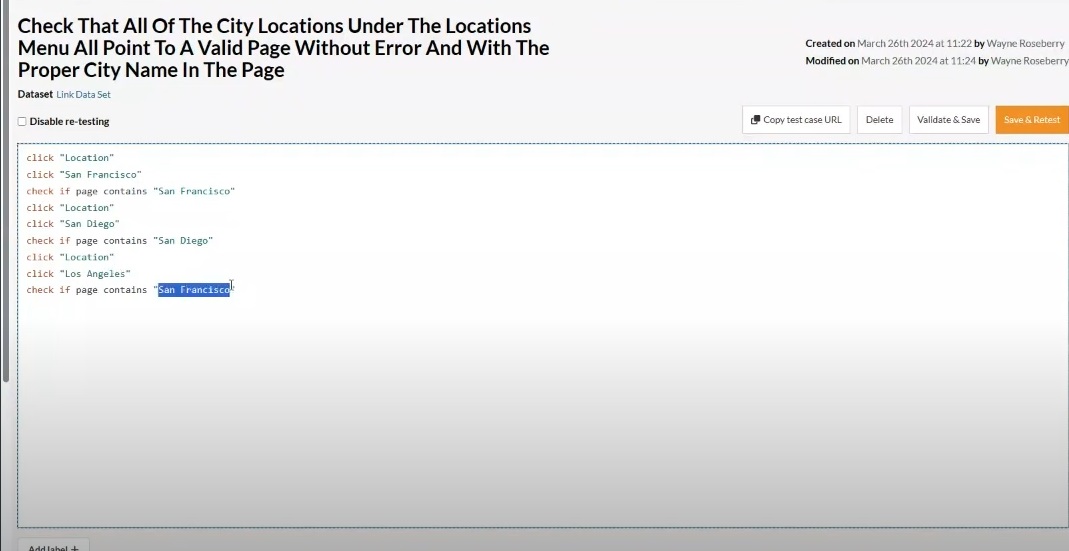 Check That All Of The City Locations Under The Locations
Menu All Point To A Valid Page Without Error And With The
Proper City Name In The Page
Created on March 26th 2024 at 11:22 by Wayne Roseberry
Modified on March 26th 2024 at 11:24 by Wayne Roseberry
Dataset Link Data Set
Disable re-testing
Copy test case URL
Delete
Validate & Save
Save & Retest
click "Location"
click "San Francisco"
check if page contains "San Francisco"
click "Location"
click "San Diego"
check if page contains "San Diego"
click "Location"
click "Los Angeles"
check if page contains "San Francisco"
Add label +